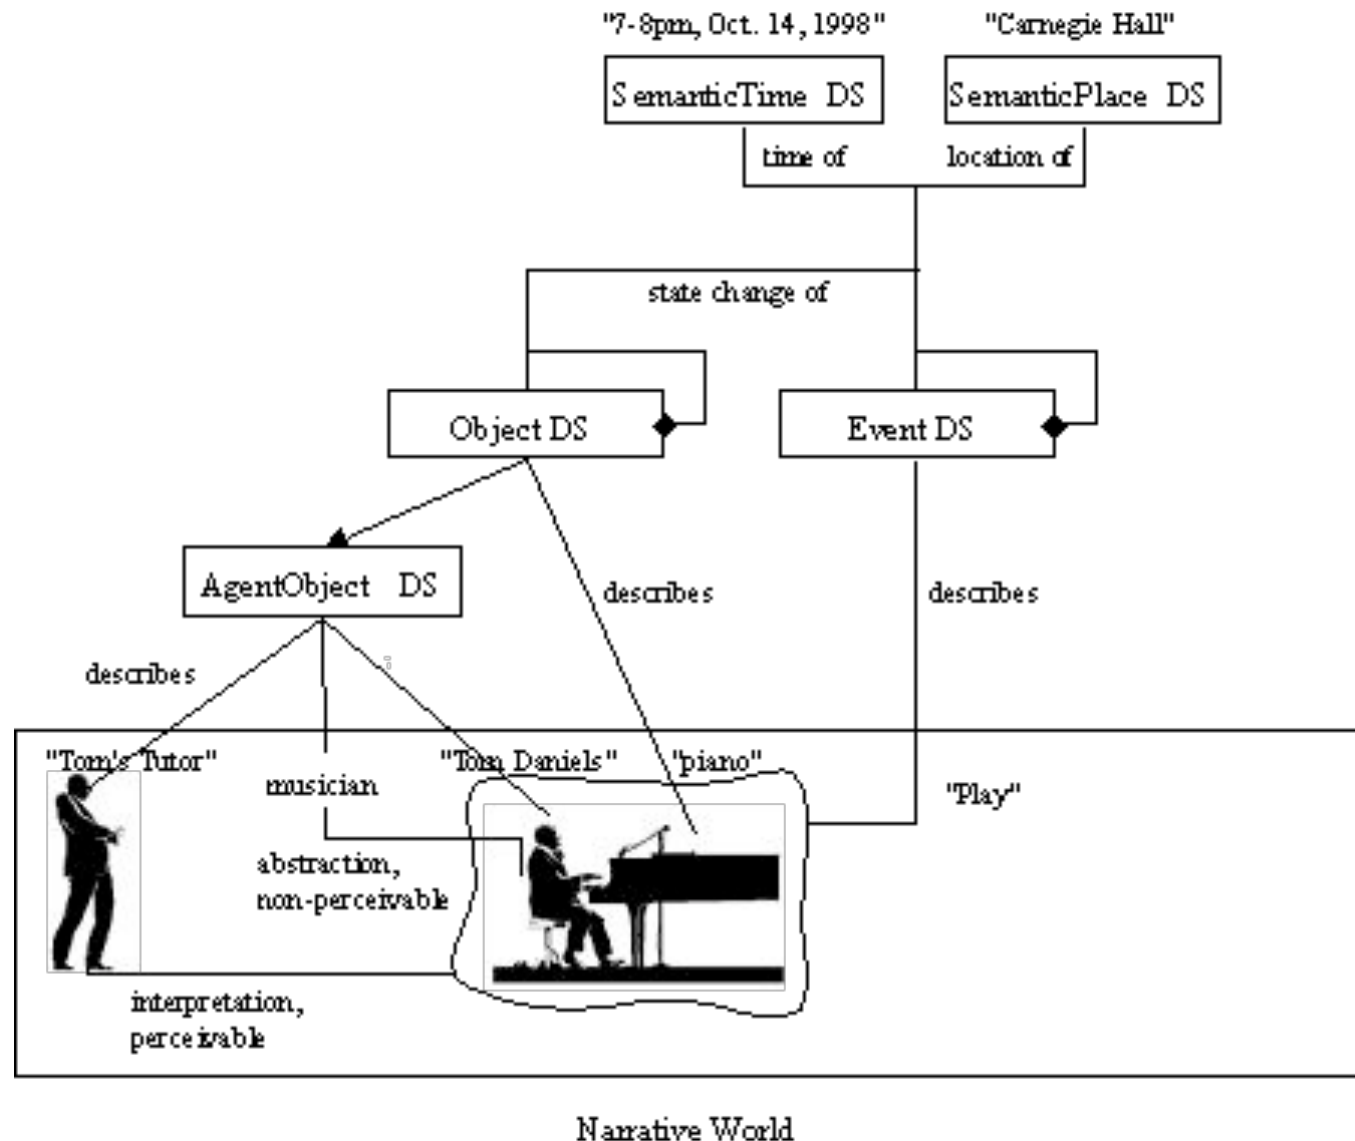 "7-8pm, Oct. 14, 1998"
"Carnegie Hall"
SemanticTime DS
SemanticPlace DS
time of
location of
state change of
Object DS
Event DS
AgentObject DS
describes
describes
describes
"Tom's Tutor"
"Tom Daniels"
"piano"
musician
"Play"
abstraction,
non-perceivable
interpretation,
perceivable
Narrative World